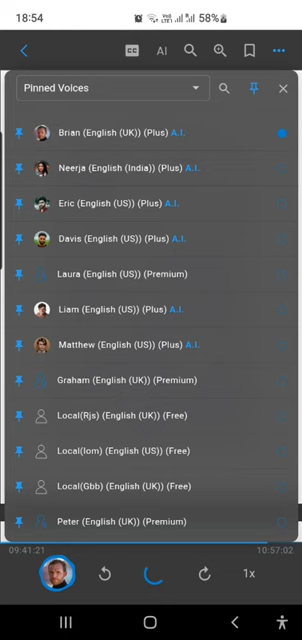 18:54
58%
CC AI
Pinned Voices
Brian (English (UK)) (Plus) A.I.
Neerja (English (India)) (Plus) A.I.
Eric (English (US)) (Plus) A.I.
Davis (English (US)) (Plus) A.I.
Laura (English (US)) (Premium)
Liam (English (US)) (Plus) A.I.
Matthew (English (US)) (Plus) A.I.
Graham (English (UK)) (Premium)
Local(Rjs) (English (UK)) (Free)
Local(Iom) (English (US)) (Free)
Local(Gbb) (English (UK)) (Free)
Peter (English (UK)) (Premium)
09:41:21
10:57:02
1x